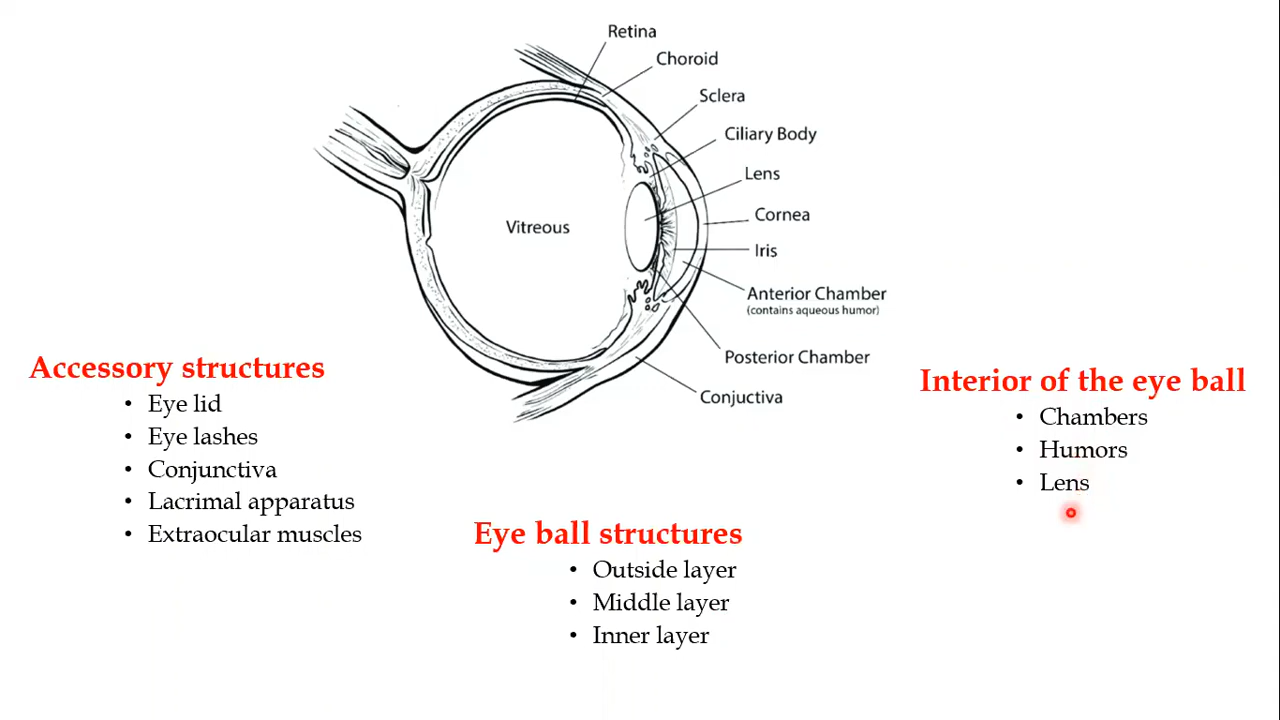 Retina
Choroid
Sclera
Ciliary Body
Lens
Cornea
Iris
Anterior Chamber
(contains aqueous humor)
Posterior Chamber
Conjuctiva
Vitreous
Accessory structures
• Eye lid
• Eye lashes
• Conjunctiva
• Lacrimal apparatus
• Extraocular muscles
Eye ball structures
• Outside layer
• Middle layer
• Inner layer
Interior of the eye ball
• Chambers
• Humors
• Lens